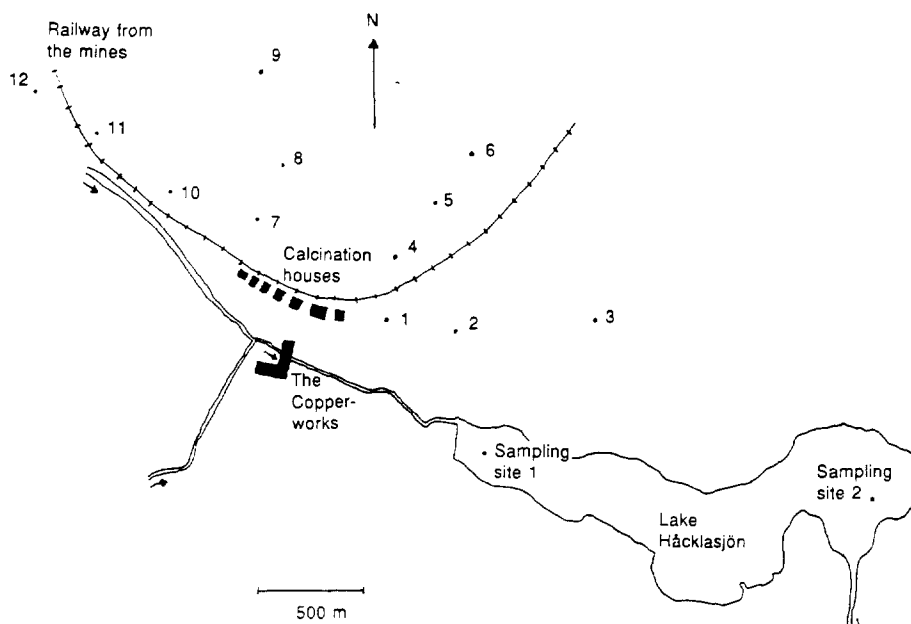 Railway from
the mines
N
9
12
11
8
6
10
5
7
4
Calcination
houses
1
2
3
The
Copper-
works
Sampling
site 1
Sampling
site 2
Lake
Håcklasjön
500 m